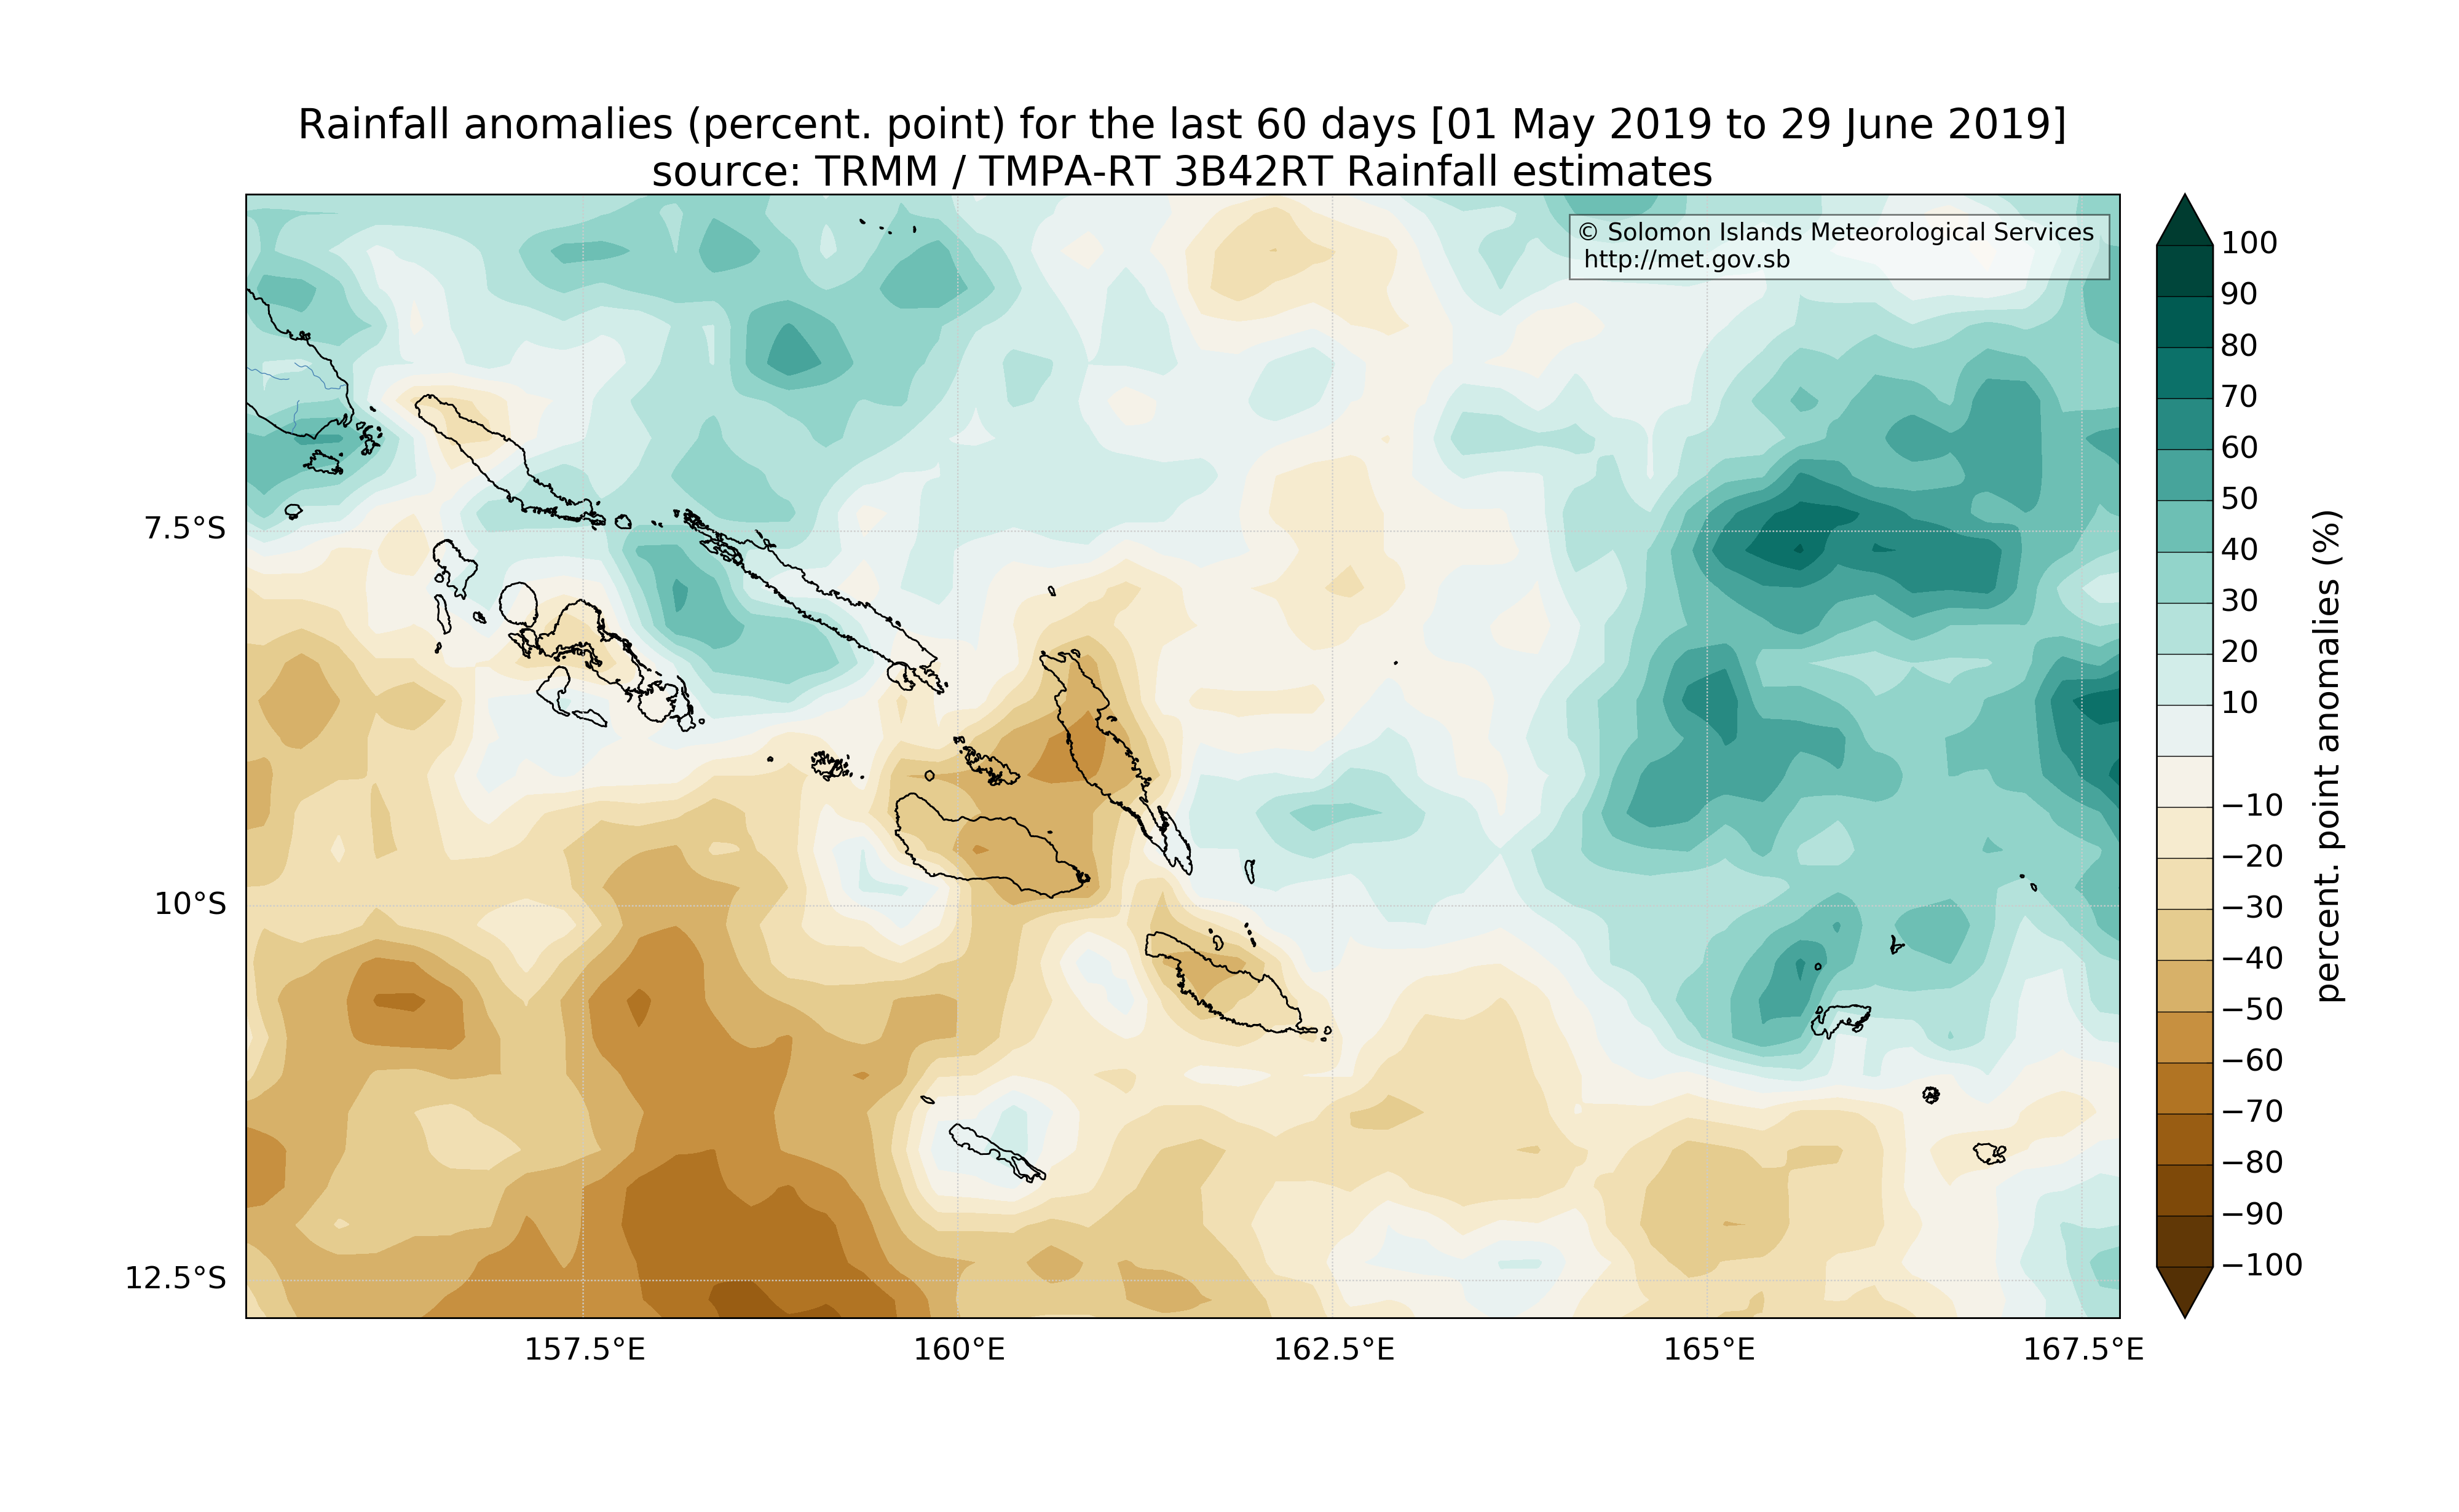 Rainfall anomalies (percent. point) for the last 60 days [01 May 2019 to 29 June 2019]
source: TRMM / TMPA-RT 3B42RT Rainfall estimates
© Solomon Islands Meteorological Services
http://met.gov.sb
7.5°S
10°S
12.5°S
157.5°E
160°E
162.5°E
165°E
167.5°E
100
90
80
70
60
50
40
30
20
10
−10
−20
−30
−40
−50
−60
−70
−80
−90
−100
percent. point anomalies (%)